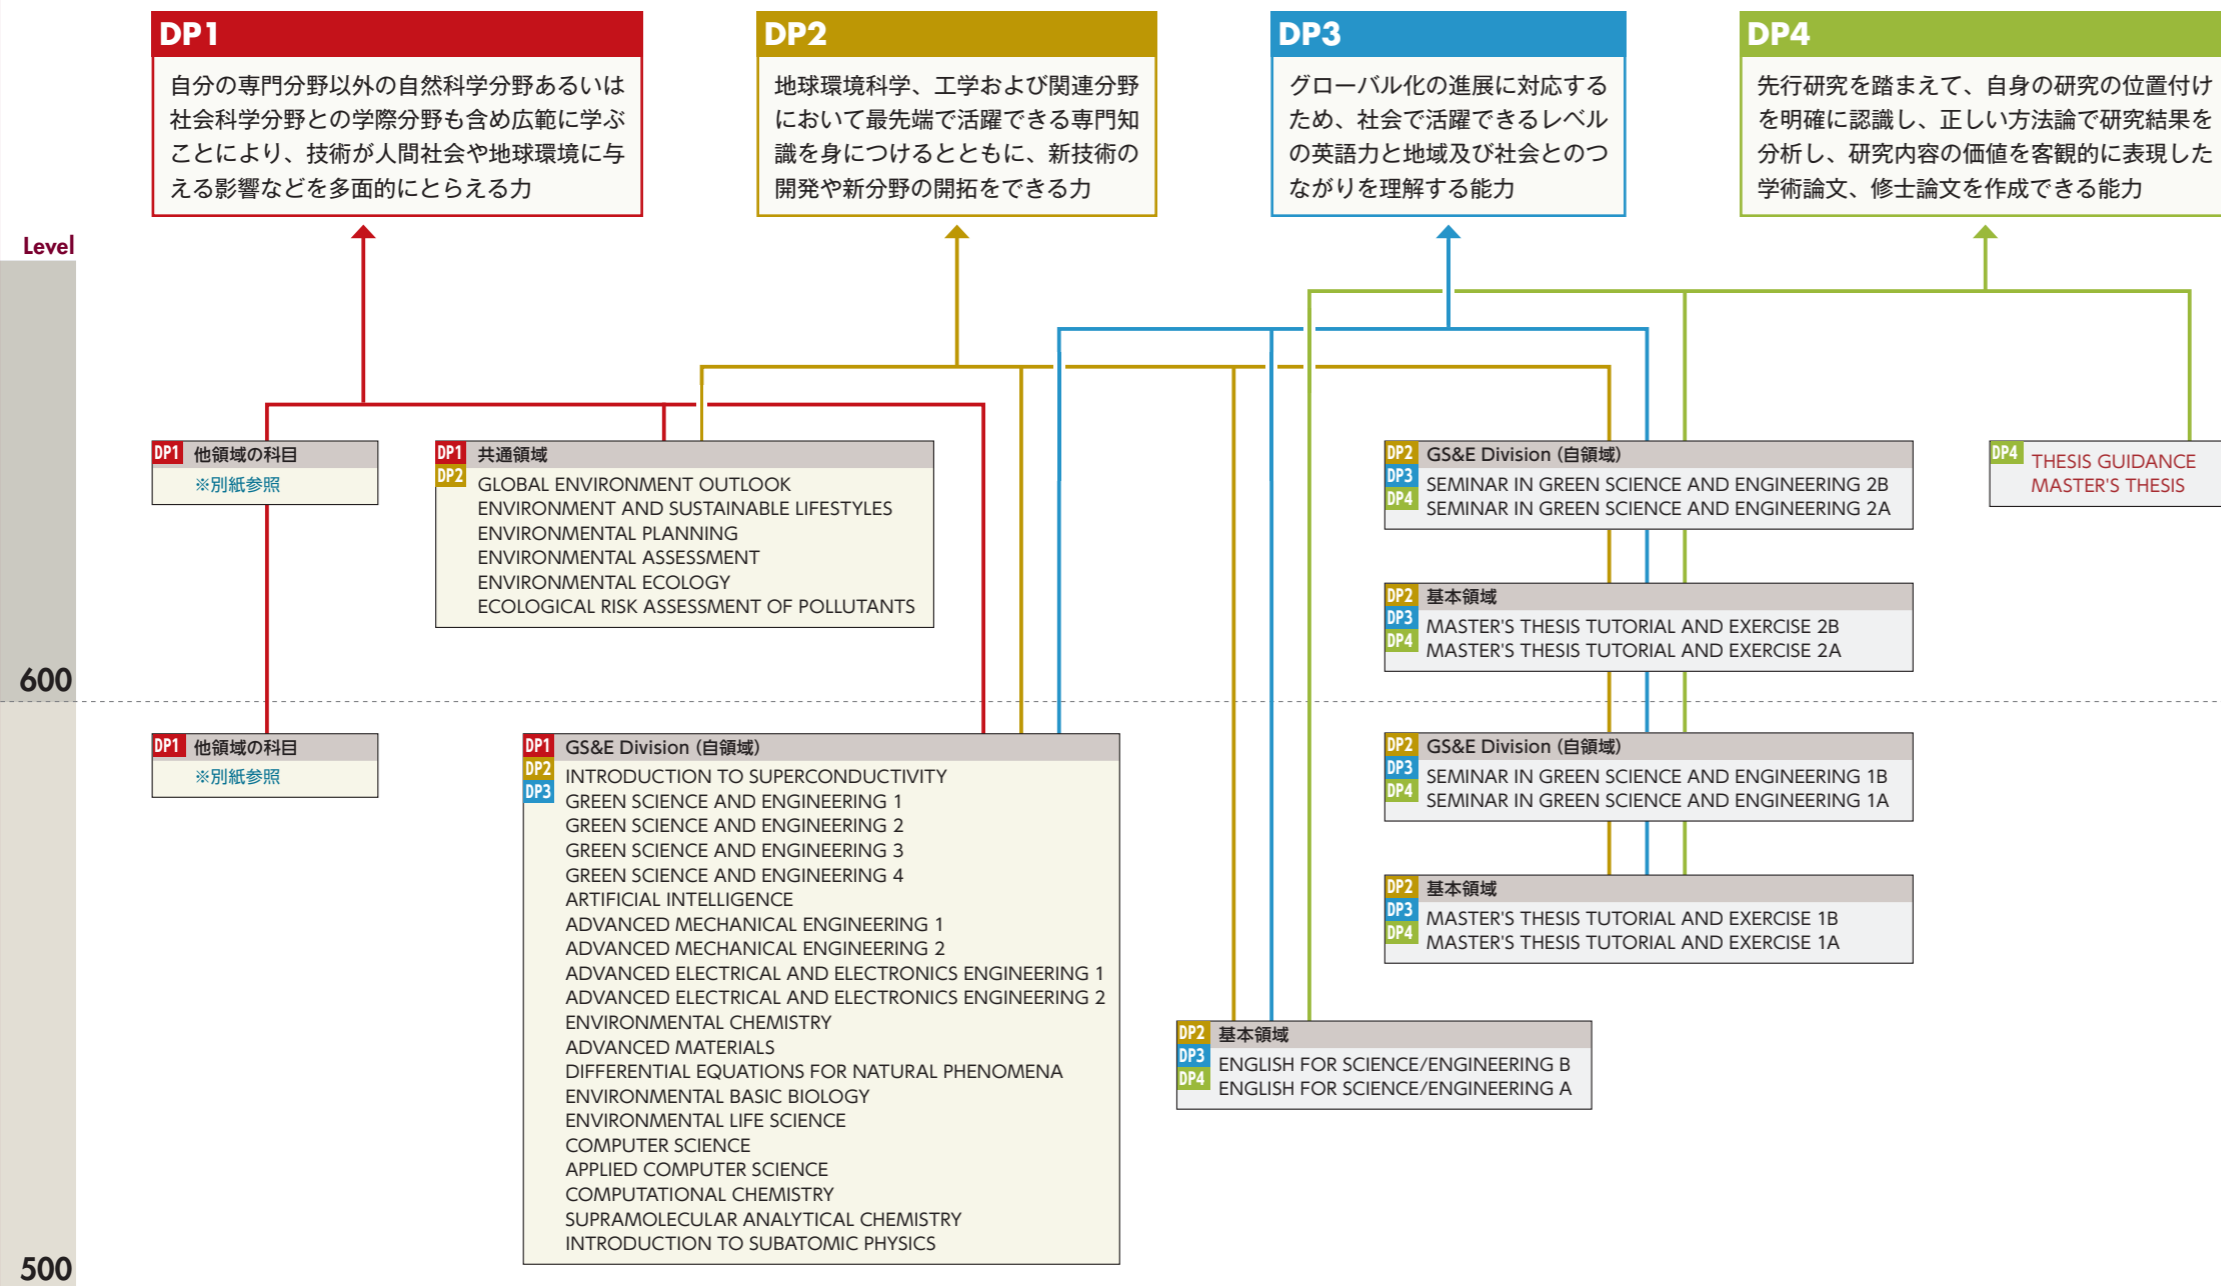 DP1
自分の専門分野以外の自然科学分野あるいは
社会科学分野との学際分野も含め広範に学ぶ
ことにより、技術が人間社会や地球環境に与
える影響などを多面的にとらえる力
DP2
地球環境科学、工学および関連分野
において最先端で活躍できる専門知
識を身につけるとともに、新技術の
開発や新分野の開拓をできる力
DP3
グローバル化の進展に対応する
ため、社会で活躍できるレベル
の英語力と地域及び社会とのつ
ながりを理解する能力
DP4
先行研究を踏まえて、自身の研究の位置付け
を明確に認識し、正しい方法論で研究結果を
分析し、研究内容の価値を客観的に表現した
学術論文、修士論文を作成できる能力
Level
600
DP1 他領域の科目
※別紙参照
DP1 共通領域
DP2
GLOBAL ENVIRONMENT OUTLOOK
ENVIRONMENT AND SUSTAINABLE LIFESTYLES
ENVIRONMENTAL PLANNING
ENVIRONMENTAL ASSESSMENT
ENVIRONMENTAL ECOLOGY
ECOLOGICAL RISK ASSESSMENT OF POLLUTANTS
DP2 GS&E Division (自領域)
DP3 SEMINAR IN GREEN SCIENCE AND ENGINEERING 2B
DP4 SEMINAR IN GREEN SCIENCE AND ENGINEERING 2A
DP4 THESIS GUIDANCE
MASTER'S THESIS
DP2 基本領域
DP3 MASTER'S THESIS TUTORIAL AND EXERCISE 2B
DP4 MASTER'S THESIS TUTORIAL AND EXERCISE 2A
500
DP1 他領域の科目
※別紙参照
DP1 GS&E Division (自領域)
DP2 INTRODUCTION TO SUPERCONDUCTIVITY
DP3 GREEN SCIENCE AND ENGINEERING 1
GREEN SCIENCE AND ENGINEERING 2
GREEN SCIENCE AND ENGINEERING 3
GREEN SCIENCE AND ENGINEERING 4
ARTIFICIAL INTELLIGENCE
ADVANCED MECHANICAL ENGINEERING 1
ADVANCED MECHANICAL ENGINEERING 2
ADVANCED ELECTRICAL AND ELECTRONICS ENGINEERING 1
ADVANCED ELECTRICAL AND ELECTRONICS ENGINEERING 2
ENVIRONMENTAL CHEMISTRY
ADVANCED MATERIALS
DIFFERENTIAL EQUATIONS FOR NATURAL PHENOMENA
ENVIRONMENTAL BASIC BIOLOGY
ENVIRONMENTAL LIFE SCIENCE
COMPUTER SCIENCE
APPLIED COMPUTER SCIENCE
COMPUTATIONAL CHEMISTRY
SUPRAMOLECULAR ANALYTICAL CHEMISTRY
INTRODUCTION TO SUBATOMIC PHYSICS
DP2 GS&E Division (自領域)
DP3 SEMINAR IN GREEN SCIENCE AND ENGINEERING 1B
DP4 SEMINAR IN GREEN SCIENCE AND ENGINEERING 1A
DP2 基本領域
DP3 MASTER'S THESIS TUTORIAL AND EXERCISE 1B
DP4 MASTER'S THESIS TUTORIAL AND EXERCISE 1A
DP2 基本領域
DP3 ENGLISH FOR SCIENCE/ENGINEERING B
DP4 ENGLISH FOR SCIENCE/ENGINEERING A